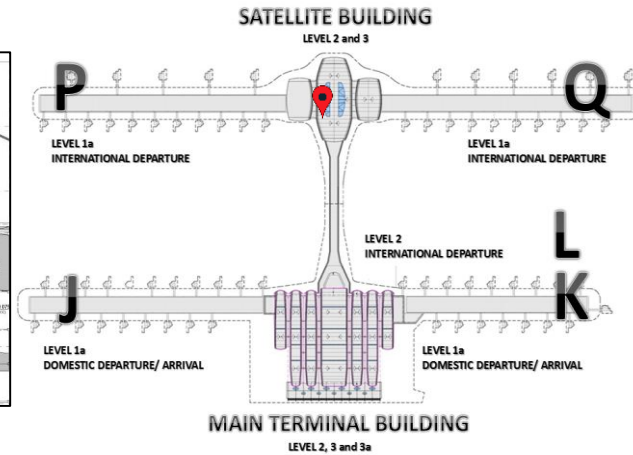 SATELLITE BUILDING
LEVEL 2 and 3
P
Q
LEVEL 1a
INTERNATIONAL DEPARTURE
LEVEL 1a
INTERNATIONAL DEPARTURE
L
LEVEL 2
INTERNATIONAL DEPARTURE
J
K
LEVEL 1a
DOMESTIC DEPARTURE/ ARRIVAL
LEVEL 1a
DOMESTIC DEPARTURE/ ARRIVAL
MAIN TERMINAL BUILDING
LEVEL 2, 3 and 3a